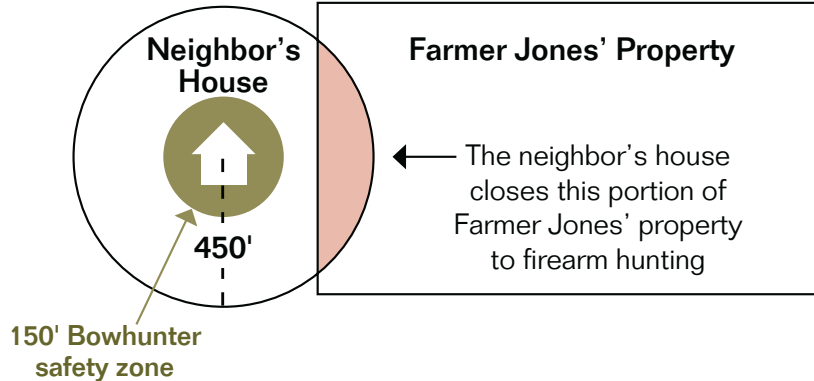 Neighbor’s
House
Farmer Jones’ Property
The neighbor’s house
closes this portion of
Farmer Jones’ property
to firearm hunting
450'
150' Bowhunter
safety zone